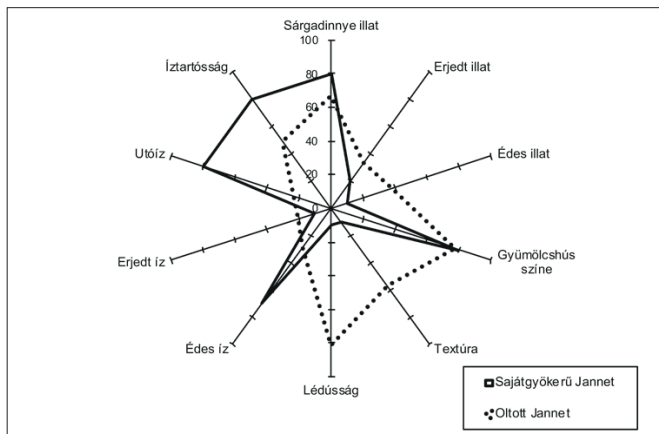 Sárgadinnye illat
100
80
60
40
20
0
Íztartósság
Erjedt illat
Utóíz
Édes illat
Erjedt íz
Gyümölcshús
színe
Édes íz
Textúra
Lédússág
Sajátgyökerű Jannet
Oltott Jannet